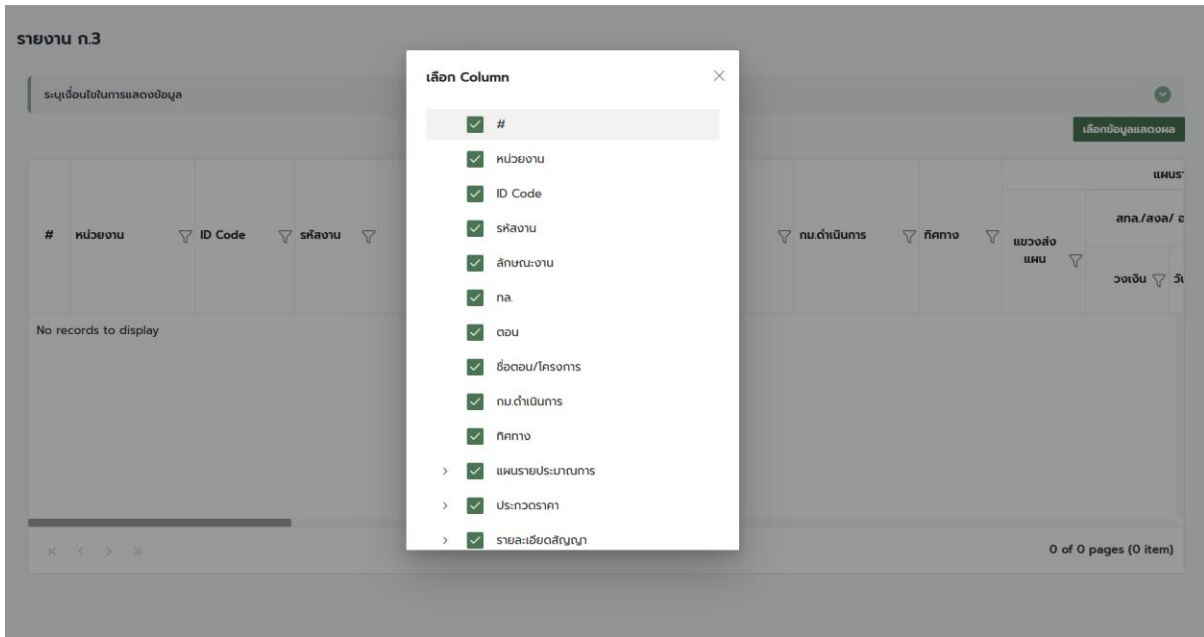 รายงาน ก.3
เลือก Column
ระบุเงื่อนไขในการแสดงข้อมูล
เลือกข้อมูลแสดงผล
#
หน่วยงาน
ID Code
รหัสงาน
ลักษณะงาน
ทล.
ตอน
ชื่อตอน/โครงการ
กม.ดำเนินการ
ทิศทาง
แผนรายประมาณการ
ประกวดราคา
รายละเอียดสัญญา
# หน่วยงาน ID Code รหัสงาน
กม.ดำเนินการ ทิศทาง
แขวงส่ง
แผน
สทล./สงล/
วงเงิน
No records to display
0 of 0 pages (0 item)